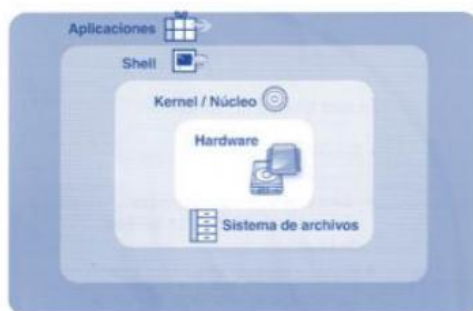 Aplicaciones
Shell
Kernel / Núcleo
Hardware
Sistema de archivos